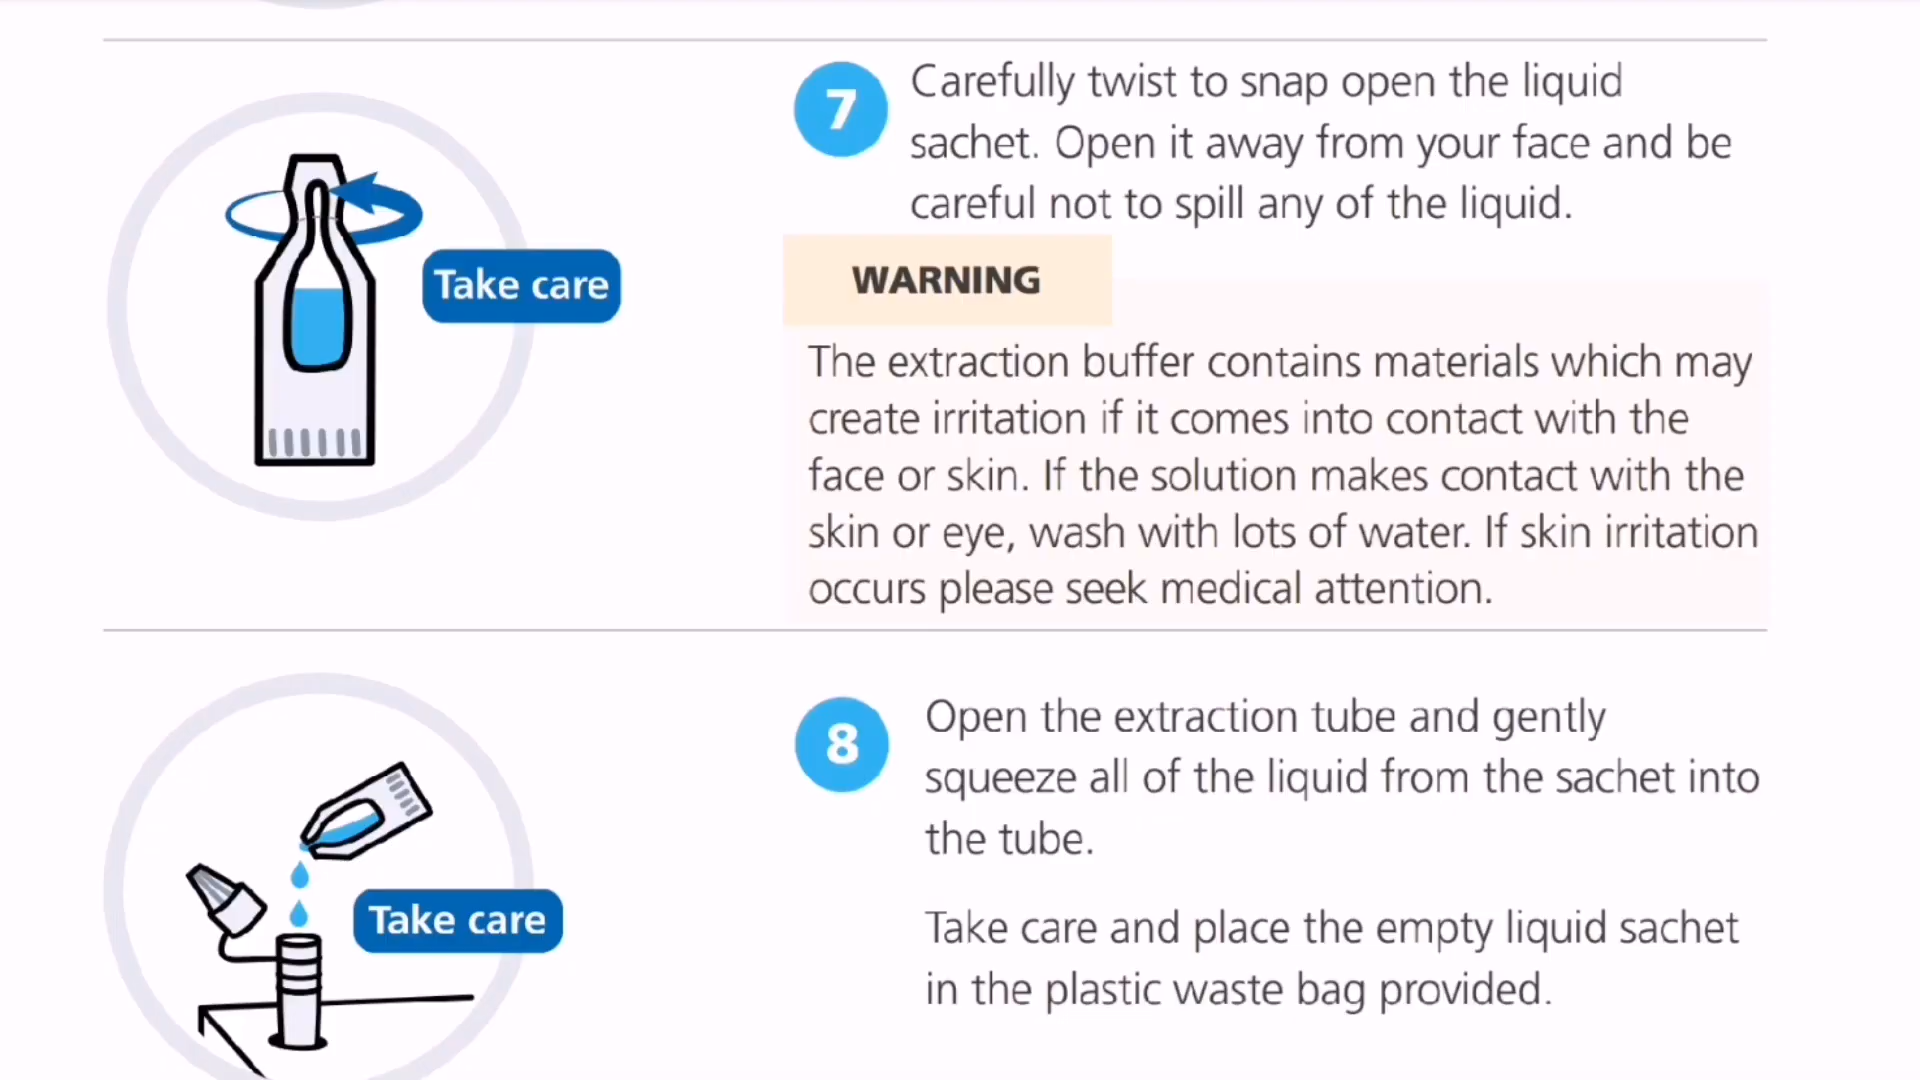 7
Carefully twist to snap open the liquid
sachet. Open it away from your face and be
careful not to spill any of the liquid.
Take care
WARNING
The extraction buffer contains materials which may
create irritation if it comes into contact with the
face or skin. If the solution makes contact with the
skin or eye, wash with lots of water. If skin irritation
occurs please seek medical attention.
8
Open the extraction tube and gently
squeeze all of the liquid from the sachet into
the tube.
Take care
Take care and place the empty liquid sachet
in the plastic waste bag provided.